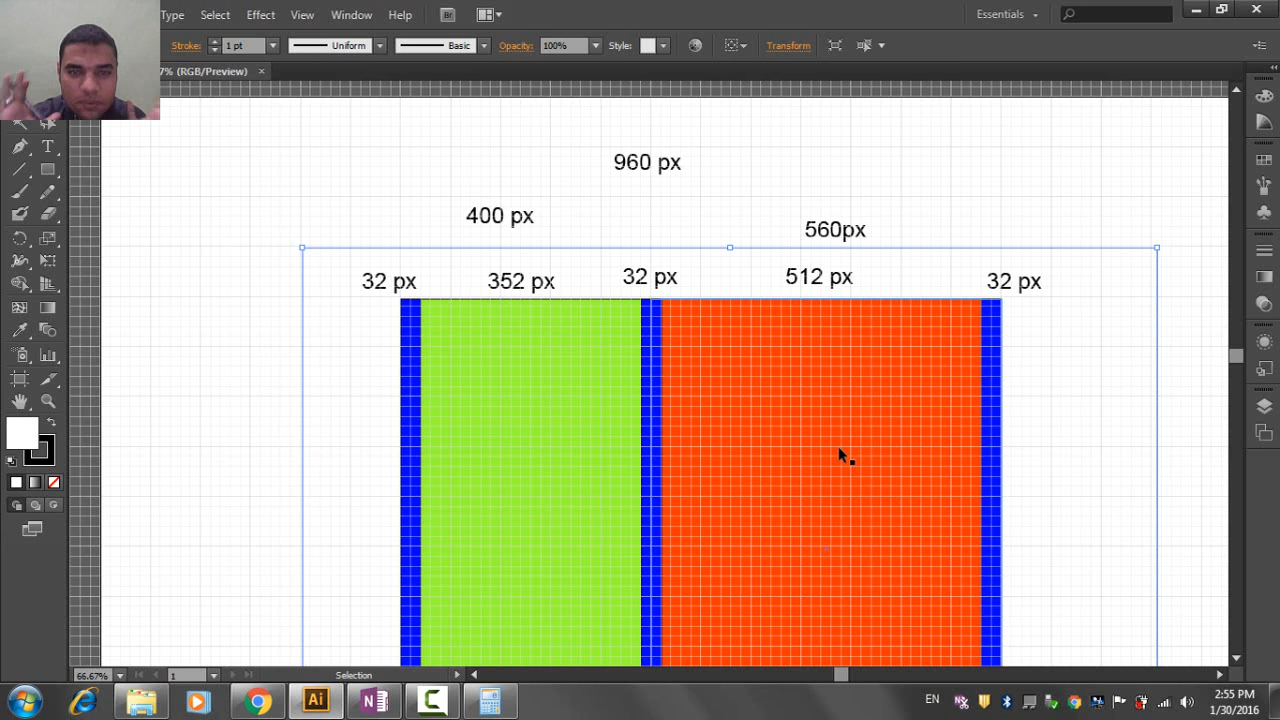 Type Select Effect View Window Help Br Essentials
Stroke: 1 pt Uniform Basic Opacity: 100% Style: Transform
7% (RGB/Preview) ×
960 px
400 px
560px
32 px 352 px 32 px 512 px 32 px
66.67% 1 Selection
Ai EN 2:55 PM
1/30/2016